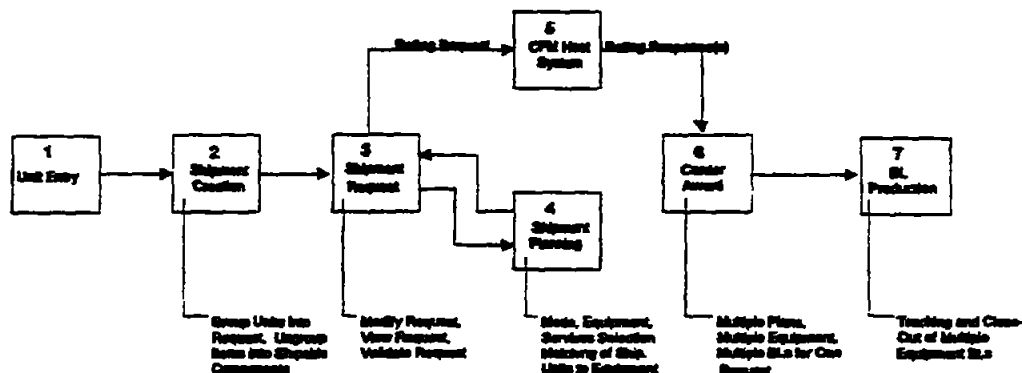 5
CFM Host
System
Rating Request
Rating Response(s)
1
Unit Entry
2
Shipment
Creation
3
Shipment
Request
4
Shipment
Planning
6
Carrier
Award
7
BL
Production
Group Units into
Request, Ungroup
Items into Shipable
Components
Modify Request,
View Request,
Validate Request
Mode, Equipment,
Services Selection
Matching of Ship.
Units to Equipment
Multiple Plans,
Multiple Equipment,
Multiple BLs for One
Request
Tracking and Close-
Out of Multiple
Equipment BLs